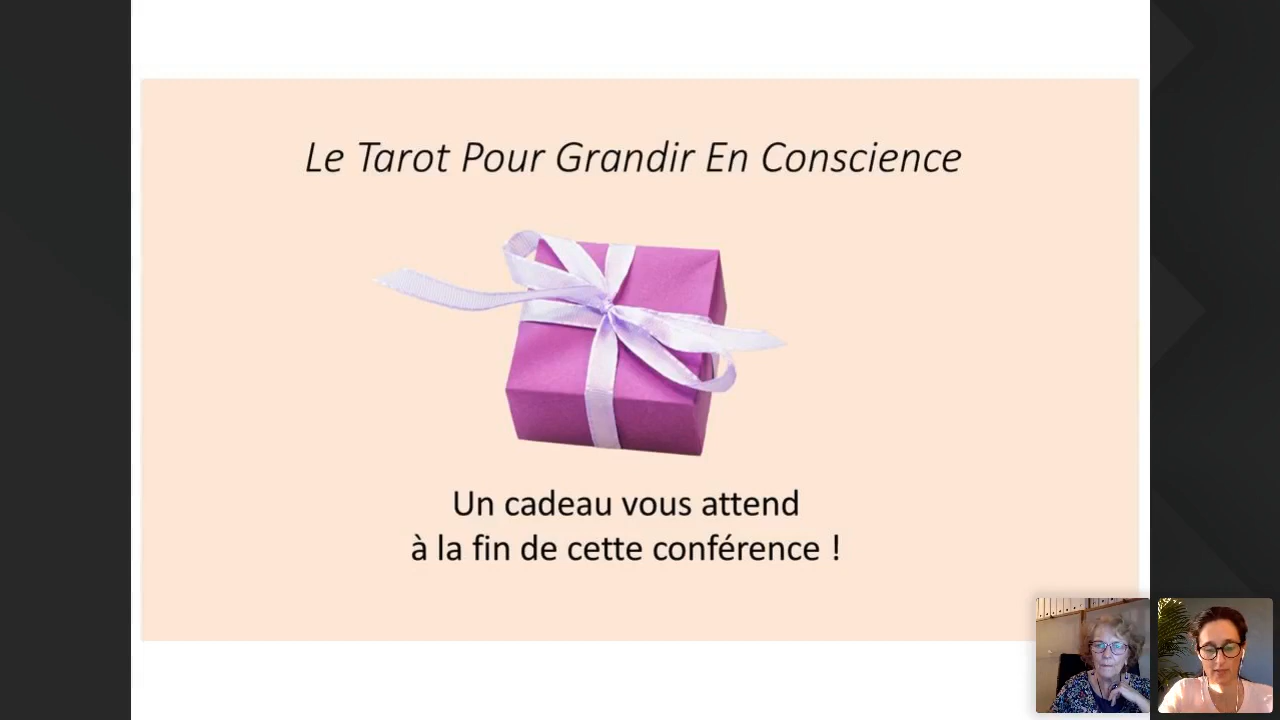 Le Tarot Pour Grandir En Conscience
Un cadeau vous attend
à la fin de cette conférence !